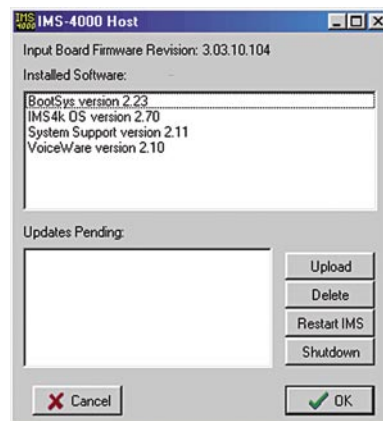 IMS 4000 IMS-4000 Host
Input Board Firmware Revision: 3.03.10.104
Installed Software:
BootSys version 2.23
IMS4k OS version 2.70
System Support version 2.11
VoiceWare version 2.10
Updates Pending:
Upload
Delete
Restart IMS
Shutdown
Cancel
OK